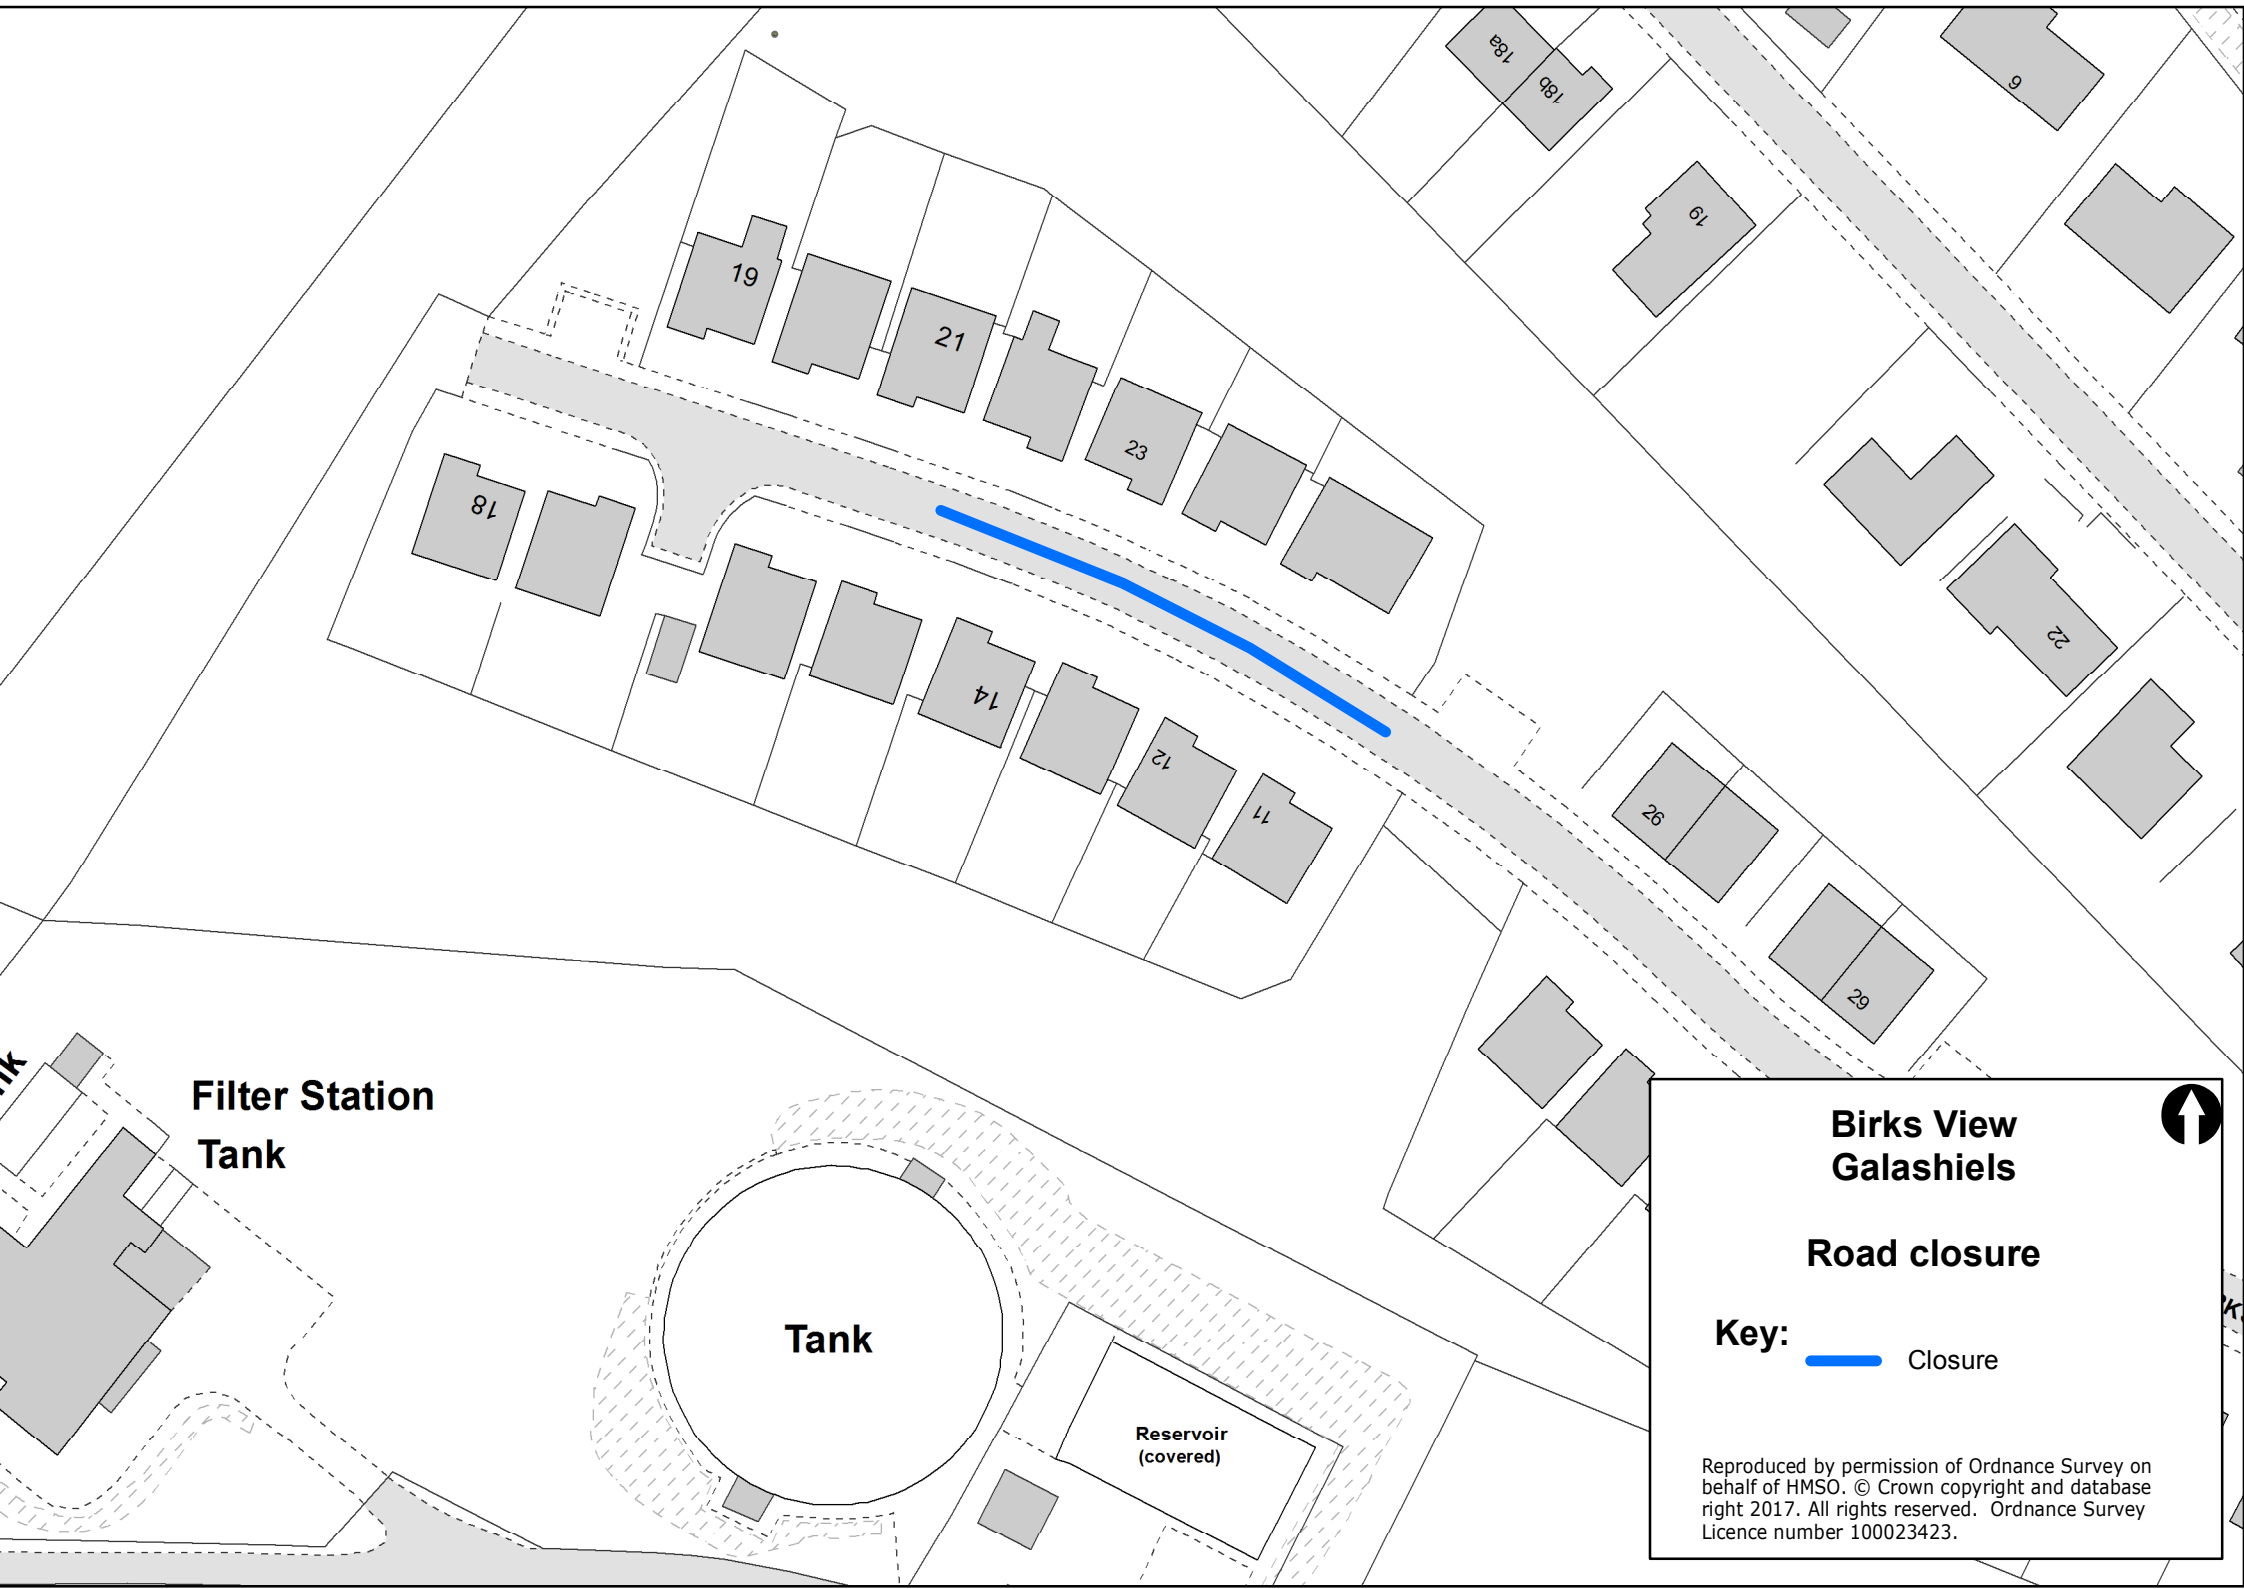 18a
18b
6
19
19
21
23
18
22
14
12
11
26
29
Filter Station
Tank
Tank
Reservoir
(covered)
Birks View
Galashiels
Road closure
Key:
Closure
Reproduced by permission of Ordnance Survey on
behalf of HMSO. © Crown copyright and database
right 2017. All rights reserved. Ordnance Survey
Licence number 100023423.